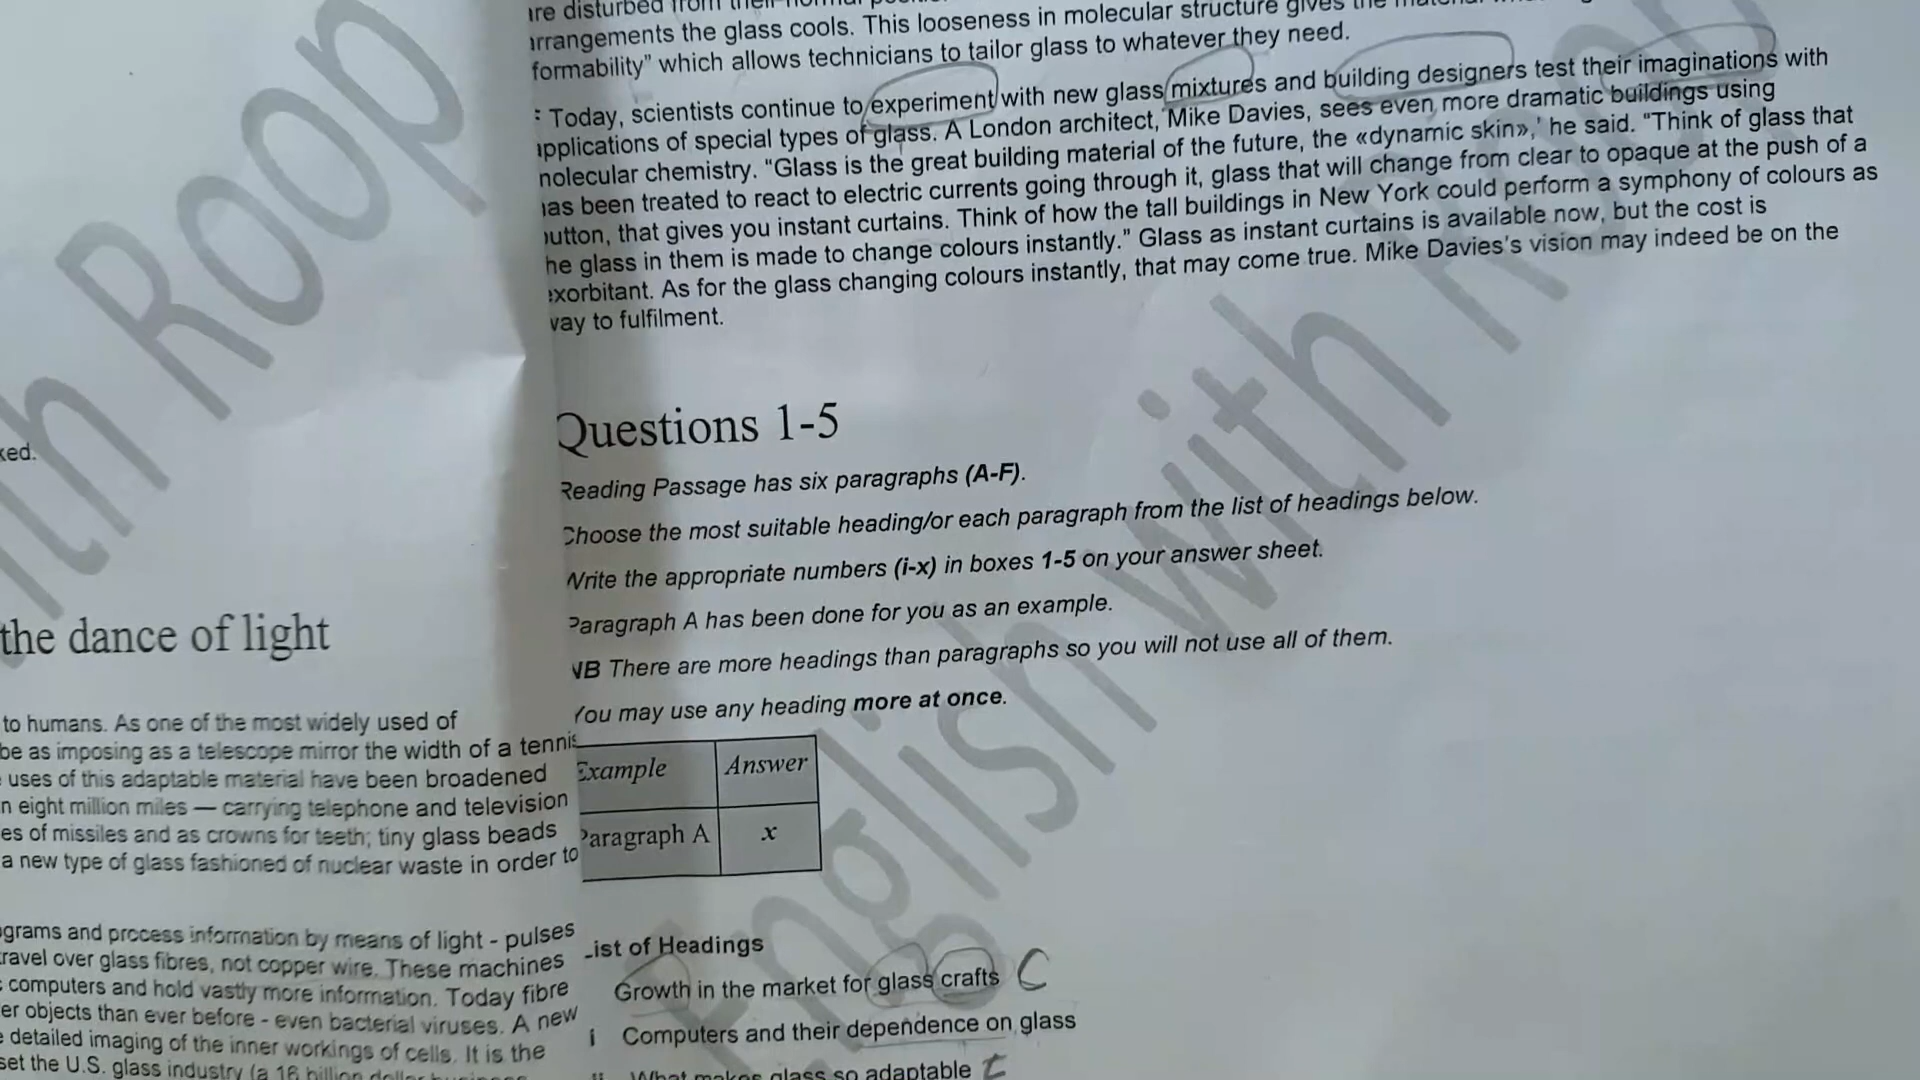 are disturbed from their normal
arrangements the glass cools. This looseness in molecular structure gives the material
formability" which allows technicians to tailor glass to whatever they need.
Today, scientists continue to experiment with new glass mixtures and building designers test their imaginations with
applications of special types of glass. A London architect, Mike Davies, sees even more dramatic buildings using
molecular chemistry. "Glass is the great building material of the future, the «dynamic skin»,' he said. "Think of glass that
has been treated to react to electric currents going through it, glass that will change from clear to opaque at the push of a
button, that gives you instant curtains. Think of how the tall buildings in New York could perform a symphony of colours as
he glass in them is made to change colours instantly." Glass as instant curtains is available now, but the cost is
exorbitant. As for the glass changing colours instantly, that may come true. Mike Davies's vision may indeed be on the
way to fulfilment.
Questions 1-5
Reading Passage has six paragraphs (A-F).
Choose the most suitable heading/or each paragraph from the list of headings below.
Write the appropriate numbers (i-x) in boxes 1-5 on your answer sheet.
Paragraph A has been done for you as an example.
NB There are more headings than paragraphs so you will not use all of them.
You may use any heading more at once.
Example Answer
Paragraph A x
List of Headings
Growth in the market for glass crafts C
i Computers and their dependence on glass
What makes glass so adaptable E
ked.
the dance of light
to humans. As one of the most widely used of
be as imposing as a telescope mirror the width of a tennis
uses of this adaptable material have been broadened
n eight million miles — carrying telephone and television
es of missiles and as crowns for teeth; tiny glass beads
a new type of glass fashioned of nuclear waste in order to
ograms and process information by means of light - pulses
ravel over glass fibres, not copper wire. These machines
computers and hold vastly more information. Today fibre
er objects than ever before - even bacterial viruses. A new
detailed imaging of the inner workings of cells. It is the
set the U.S. glass industry (a 16 billion dollar business
English with Roop
th Roop